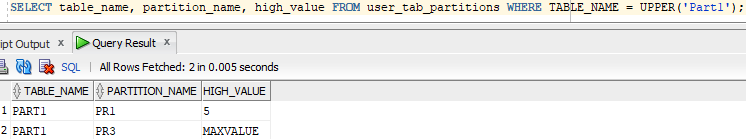 SELECT table_name, partition_name, high_value FROM user_tab_partitions WHERE TABLE_NAME = UPPER('Part1');
ipt Output x Query Result x
SQL | All Rows Fetched: 2 in 0.005 seconds
TABLE_NAME PARTITION_NAME HIGH_VALUE
1 PART1 PR1 5
2 PART1 PR3 MAXVALUE